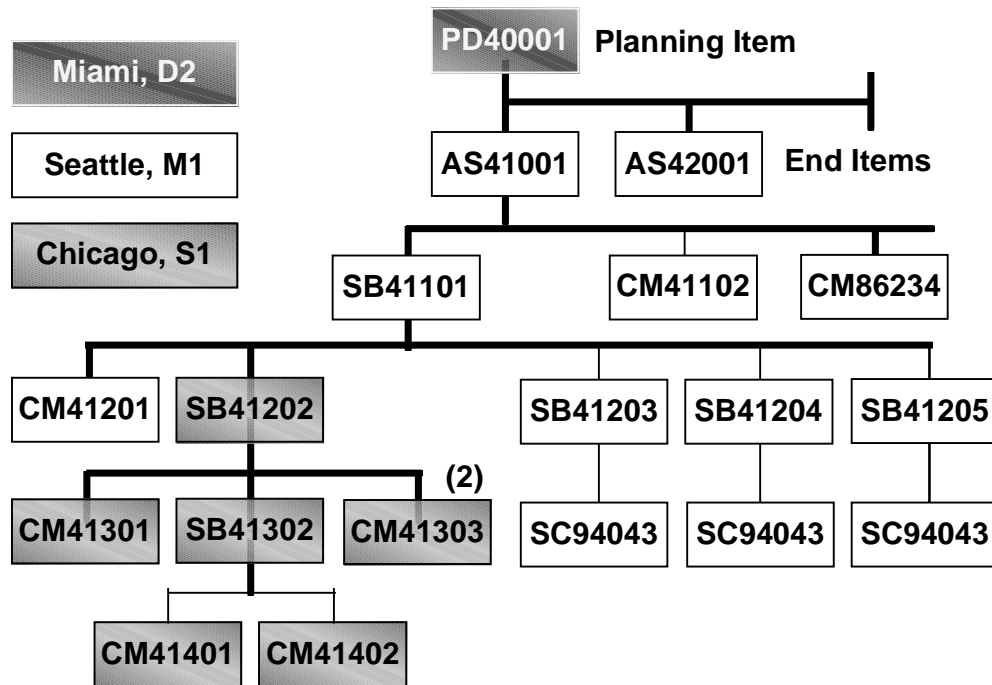 PD40001 Planning Item
Miami, D2
Seattle, M1
AS41001 AS42001 End Items
Chicago, S1
SB41101 CM41102 CM86234
CM41201 SB41202 SB41203 SB41204 SB41205
(2)
CM41301 SB41302 CM41303 SC94043 SC94043 SC94043
CM41401 CM41402